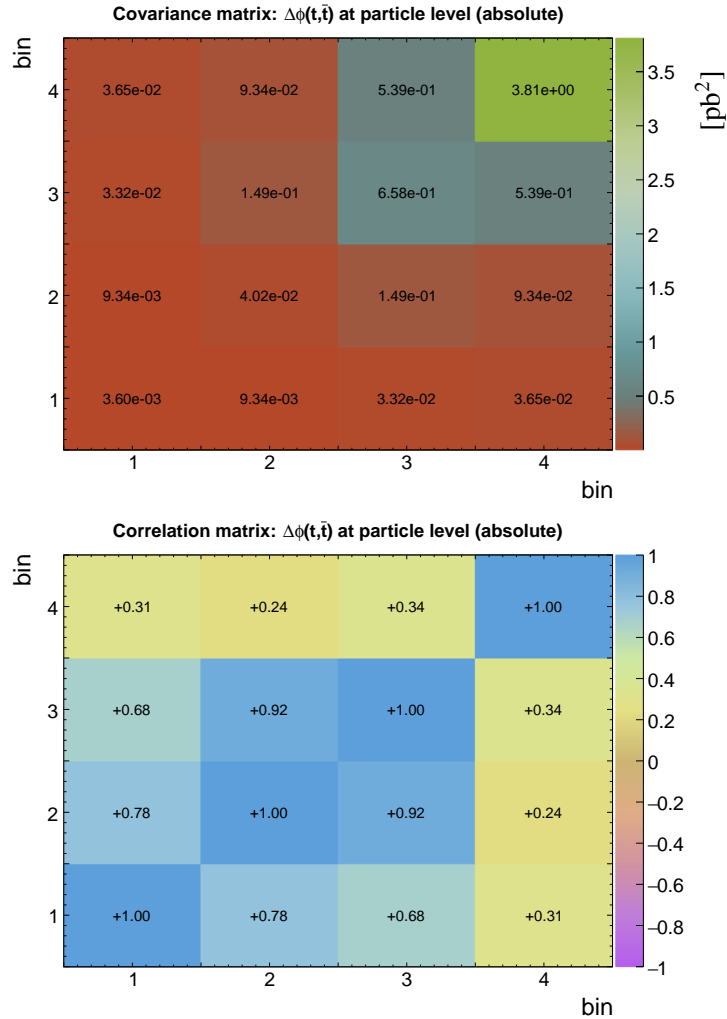 Covariance matrix: Δϕ(t,t̄) at particle level (absolute)
bin
[pb²]
4 3.65e-02 9.34e-02 5.39e-01 3.81e+00
3 3.32e-02 1.49e-01 6.58e-01 5.39e-01
2 9.34e-03 4.02e-02 1.49e-01 9.34e-02
1 3.60e-03 9.34e-03 3.32e-02 3.65e-02
1 2 3 4
bin
3.5
3
2.5
2
1.5
1
0.5
Correlation matrix: Δϕ(t,t̄) at particle level (absolute)
bin
4 +0.31 +0.24 +0.34 +1.00
3 +0.68 +0.92 +1.00 +0.34
2 +0.78 +1.00 +0.92 +0.24
1 +1.00 +0.78 +0.68 +0.31
1 2 3 4
bin
1
0.8
0.6
0.4
0.2
0
−0.2
−0.4
−0.6
−0.8
−1